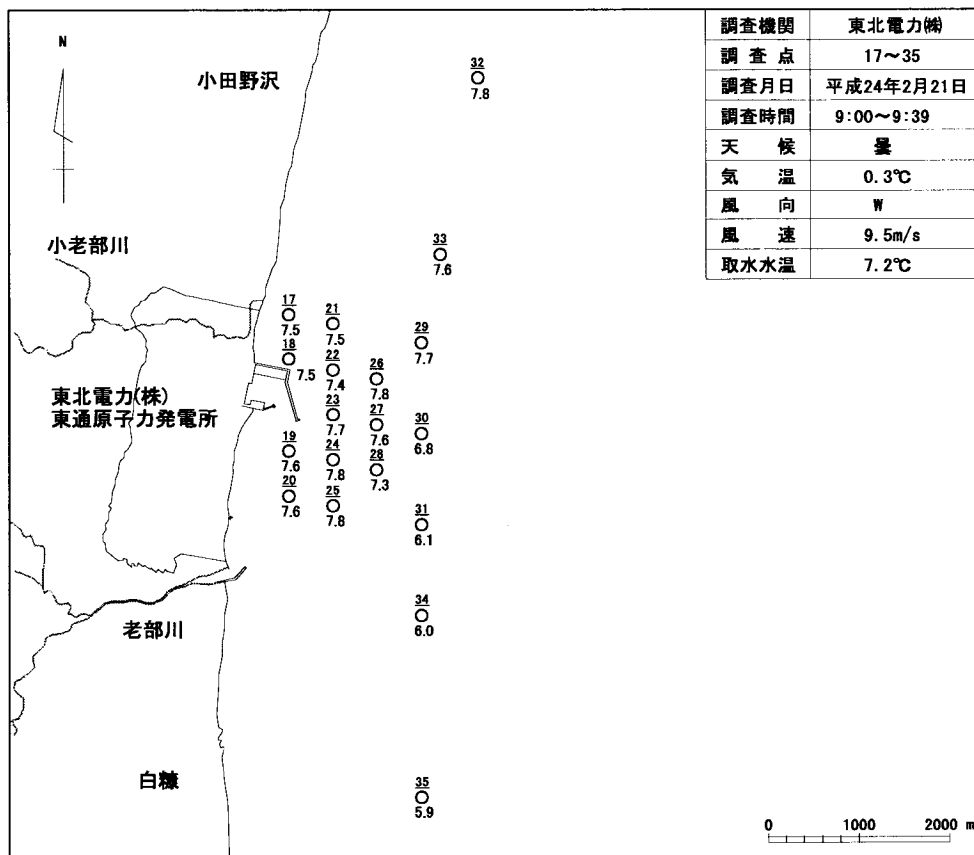 調査機関 東北電力㈱
調査点 17～35
調査月日 平成24年2月21日
調査時間 9:00～9:39
天候 曇
気温 0.3℃
風向 W
風速 9.5m/s
取水水温 7.2℃
N
小田野沢
32
7.8
小老部川
33
7.6
17
7.5
21
7.5
18
7.5
29
7.7
22
7.4
26
7.8
東北電力(株)
東通原子力発電所
23
7.7
27
7.6
30
6.8
19
7.6
24
7.8
28
7.3
20
7.6
25
7.8
31
6.1
老部川
34
6.0
白糠
35
5.9
0 1000 2000 m